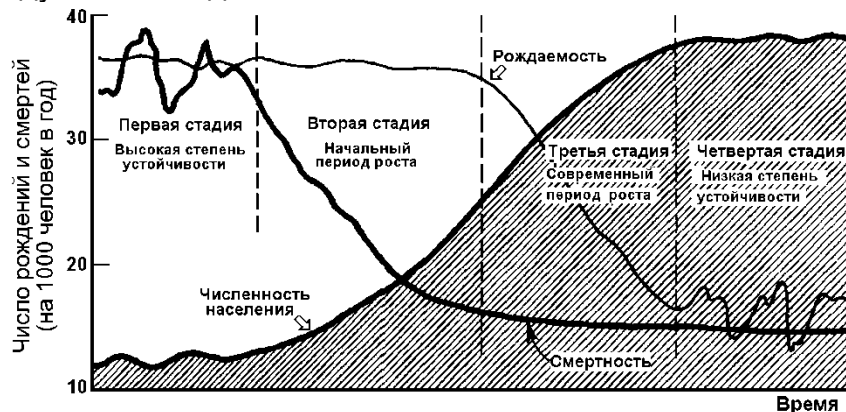 Число рождений и смертей
(на 1000 человек в год)
40
30
20
10
Первая стадия
Высокая степень
устойчивости
Вторая стадия
Начальный
период роста
Рождаемость
Третья стадия
Современный
период роста
Четвертая стадия
Низкая степень
устойчивости
Численность
населения
Смертность
Время